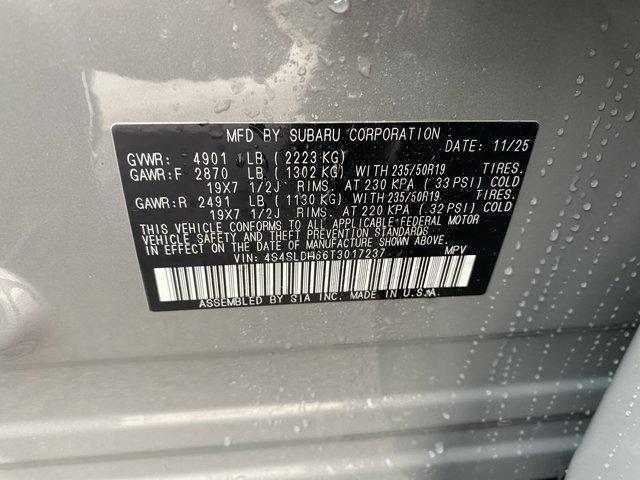 MFD BY SUBARU CORPORATION DATE: 11/25
GVWR: 4901 LB ( 2223 KG)
GAWR:F 2870 LB ( 1302 KG) WITH 235/50R19 TIRES.
19X7 1/2J RIMS. AT 230 KPA ( 33 PSI) COLD
GAWR:R 2491 LB ( 1130 KG) WITH 235/50R19 TIRES.
19X7 1/2J RIMS. AT 220 KPA ( 32 PSI) COLD
THIS VEHICLE CONFORMS TO ALL APPLICABLE FEDERAL MOTOR
VEHICLE SAFETY AND THEFT PREVENTION STANDARDS
IN EFFECT ON THE DATE OF MANUFACTURE SHOWN ABOVE.
VIN: 4S4SLDH66T3017237 MPV
ASSEMBLED BY SIA INC. MADE IN U.S.A.